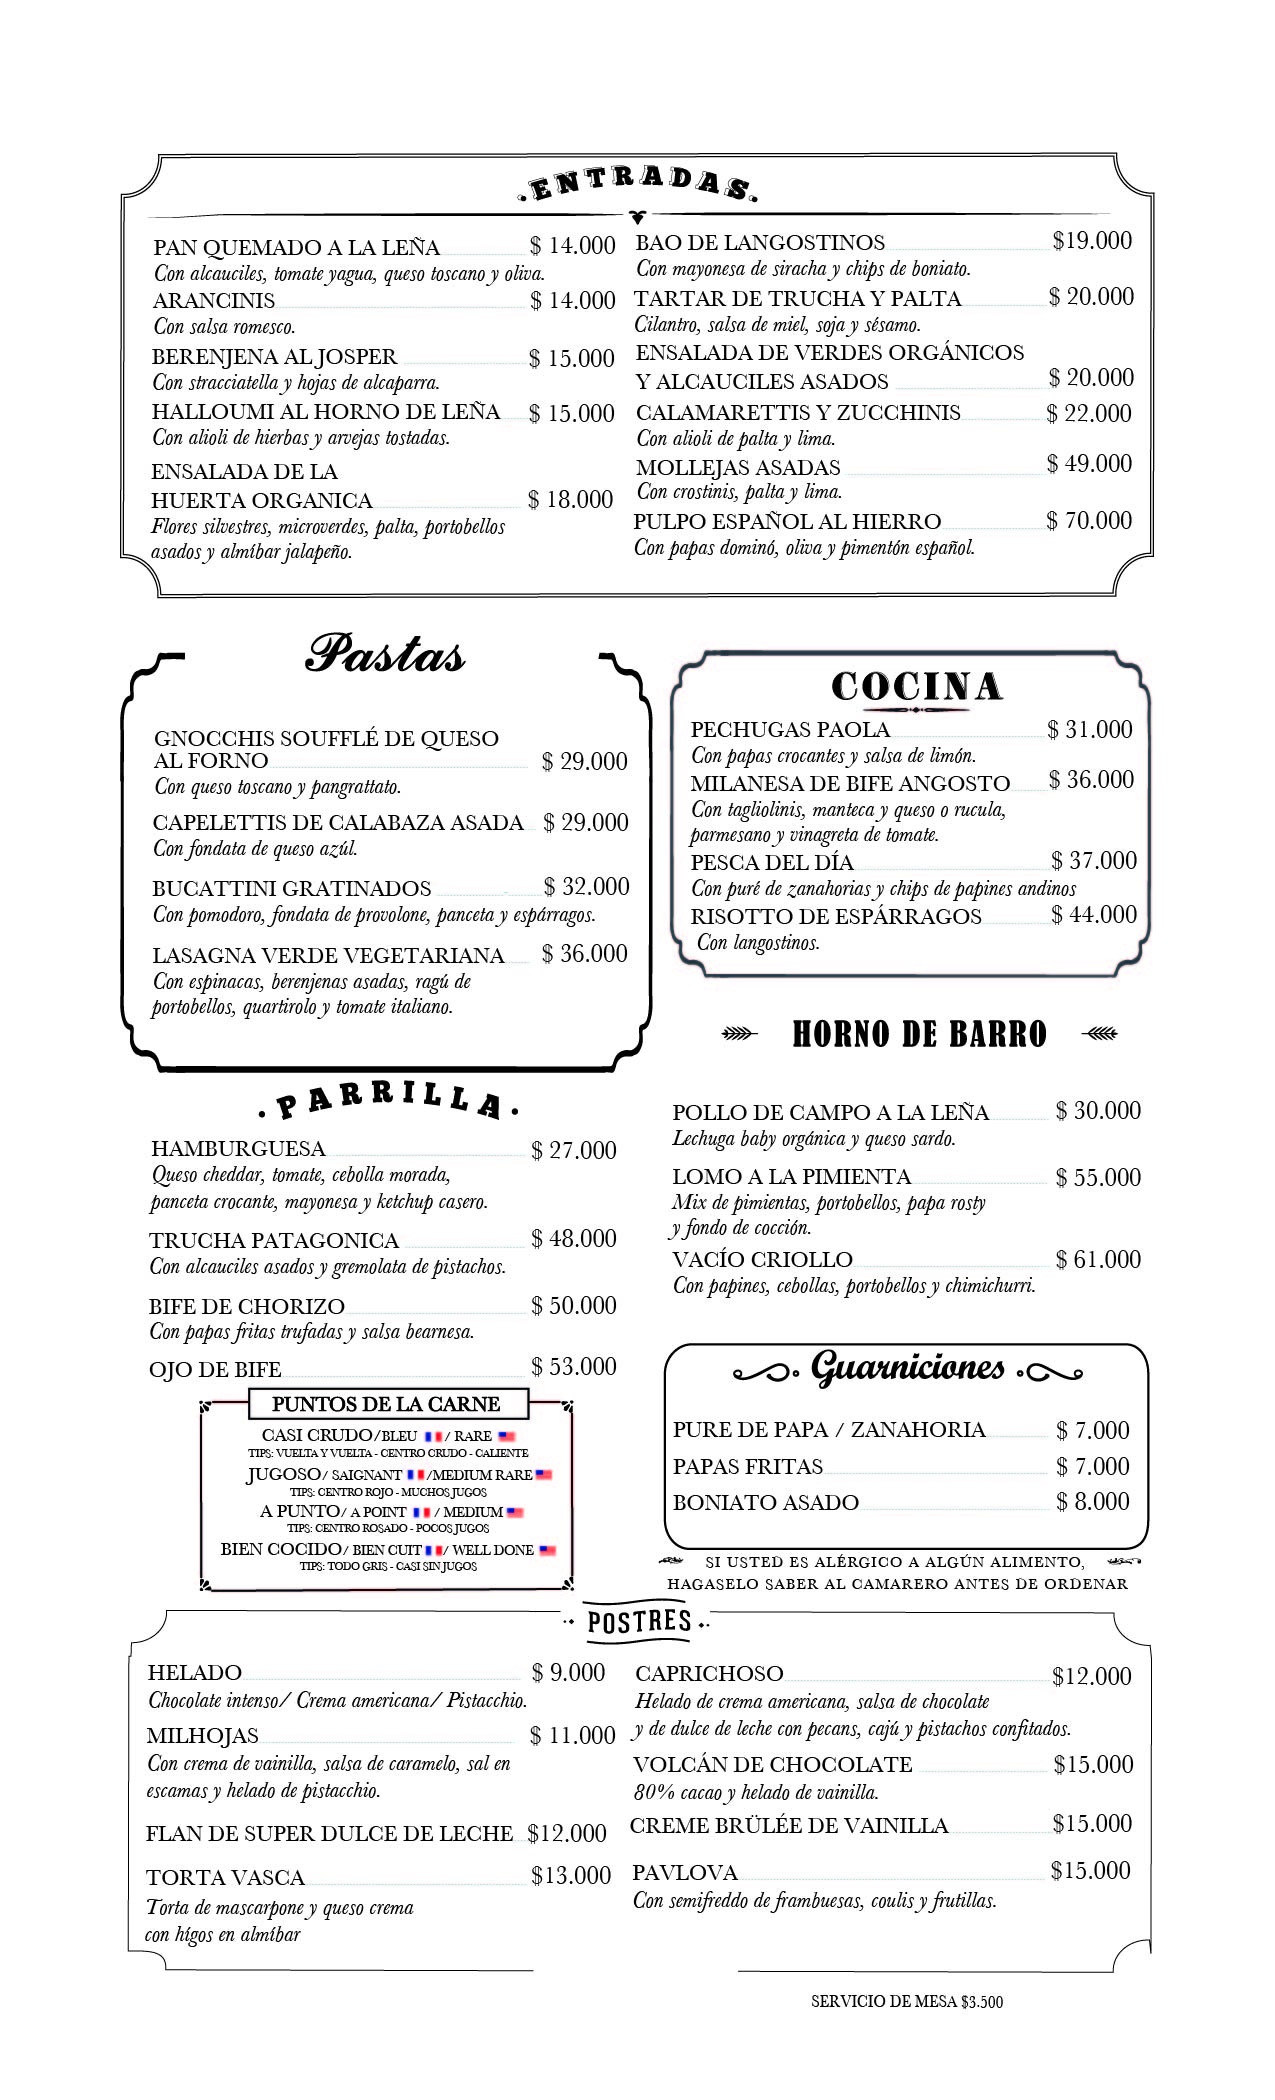 ENTRADAS
PAN QUEMADO A LA LEÑA $ 14.000
Con alcauciles, tomate yagua, queso toscano y oliva.
ARANCINIS $ 14.000
Con salsa romesco.
BERENJENA AL JOSPER $ 15.000
Con stracciatella y hojas de alcaparra.
HALLOUMI AL HORNO DE LEÑA $ 15.000
Con alioli de hierbas y arvejas tostadas.
ENSALADA DE LA
HUERTA ORGANICA $ 18.000
Flores silvestres, microverdes, palta, portobellos
asados y almíbar jalapeño.
BAO DE LANGOSTINOS $19.000
Con mayonesa de siracha y chips de boniato.
TARTAR DE TRUCHA Y PALTA $ 20.000
Cilantro, salsa de miel, soja y sésamo.
ENSALADA DE VERDES ORGÁNICOS
Y ALCAUCILES ASADOS $ 20.000
CALAMARETTIS Y ZUCCHINIS $ 22.000
Con alioli de palta y lima.
MOLLEJAS ASADAS $ 49.000
Con crostinis, palta y lima.
PULPO ESPAÑOL AL HIERRO $ 70.000
Con papas dominó, oliva y pimentón español.
Pastas
GNOCCHIS SOUFFLÉ DE QUESO
AL FORNO $ 29.000
Con queso toscano y pangrattato.
CAPELETTIS DE CALABAZA ASADA $ 29.000
Con fondata de queso azúl.
BUCATTINI GRATINADOS $ 32.000
Con pomodoro, fondata de provolone, panceta y espárragos.
LASAGNA VERDE VEGETARIANA $ 36.000
Con espinacas, berenjenas asadas, ragú de
portobellos, quartirolo y tomate italiano.
COCINA
PECHUGAS PAOLA $ 31.000
Con papas crocantes y salsa de limón.
MILANESA DE BIFE ANGOSTO $ 36.000
Con tagliolinis, manteca y queso o rucula,
parmesano y vinagreta de tomate.
PESCA DEL DÍA $ 37.000
Con puré de zanahorias y chips de papines andinos
RISOTTO DE ESPÁRRAGOS $ 44.000
Con langostinos.
PARRILLA
HAMBURGUESA $ 27.000
Queso cheddar, tomate, cebolla morada,
panceta crocante, mayonesa y ketchup casero.
TRUCHA PATAGONICA $ 48.000
Con alcauciles asados y gremolata de pistachos.
BIFE DE CHORIZO $ 50.000
Con papas fritas trufadas y salsa bearnesa.
OJO DE BIFE $ 53.000
PUNTOS DE LA CARNE
CASI CRUDO/BLEU / RARE
TIPS: VUELTA Y VUELTA - CENTRO CRUDO - CALIENTE
JUGOSO/ SAIGNANT /MEDIUM RARE
TIPS: CENTRO ROJO - MUCHOS JUGOS
A PUNTO/ A POINT / MEDIUM
TIPS: CENTRO ROSADO - POCOS JUGOS
BIEN COCIDO/ BIEN CUIT / WELL DONE
TIPS: TODO GRIS - CASI SIN JUGOS
HORNO DE BARRO
POLLO DE CAMPO A LA LEÑA $ 30.000
Lechuga baby orgánica y queso sardo.
LOMO A LA PIMIENTA $ 55.000
Mix de pimientas, portobellos, papa rosty
y fondo de cocción.
VACÍO CRIOLLO $ 61.000
Con papines, cebollas, portobellos y chimichurri.
Guarniciones
PURE DE PAPA / ZANAHORIA $ 7.000
PAPAS FRITAS $ 7.000
BONIATO ASADO $ 8.000
SI USTED ES ALÉRGICO A ALGÚN ALIMENTO,
HAGASELO SABER AL CAMARERO ANTES DE ORDENAR
POSTRES
HELADO $ 9.000
Chocolate intenso/ Crema americana/ Pistacchio.
MILHOJAS $ 11.000
Con crema de vainilla, salsa de caramelo, sal en
escamas y helado de pistacchio.
FLAN DE SUPER DULCE DE LECHE $12.000
TORTA VASCA $13.000
Torta de mascarpone y queso crema
con hígos en almíbar
CAPRICHOSO $12.000
Helado de crema americana, salsa de chocolate
y de dulce de leche con pecans, cajú y pistachos confitados.
VOLCÁN DE CHOCOLATE $15.000
80% cacao y helado de vainilla.
CREME BRÜLÉE DE VAINILLA $15.000
PAVLOVA $15.000
Con semifreddo de frambuesas, coulis y frutillas.
SERVICIO DE MESA $3.500